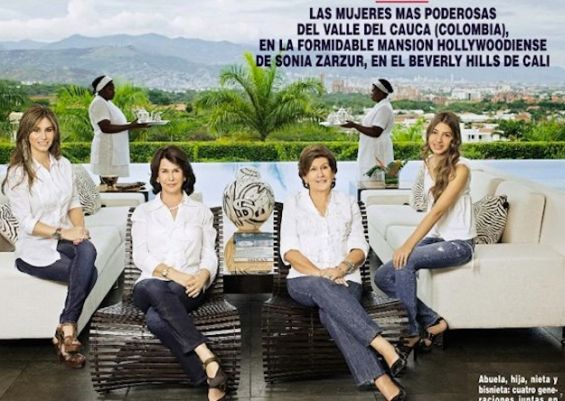 LAS MUJERES MAS PODEROSAS
DEL VALLE DEL CAUCA (COLOMBIA),
EN LA FORMIDABLE MANSION HOLLYWOODIENSE
DE SONIA ZARZUR, EN EL BEVERLY HILLS DE CALI
Abuela, hija, nieta y
bisnieta: cuatro gene-
raciones juntas en